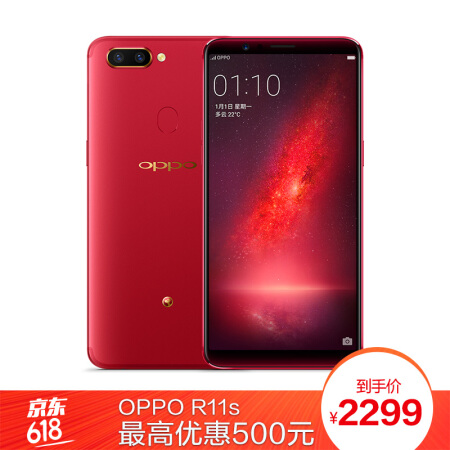 OPPO
01:10
1月1日 星期一
多云 22℃
oppo
京东
618
OPPO R11s
最高优惠500元
到手价
¥2299